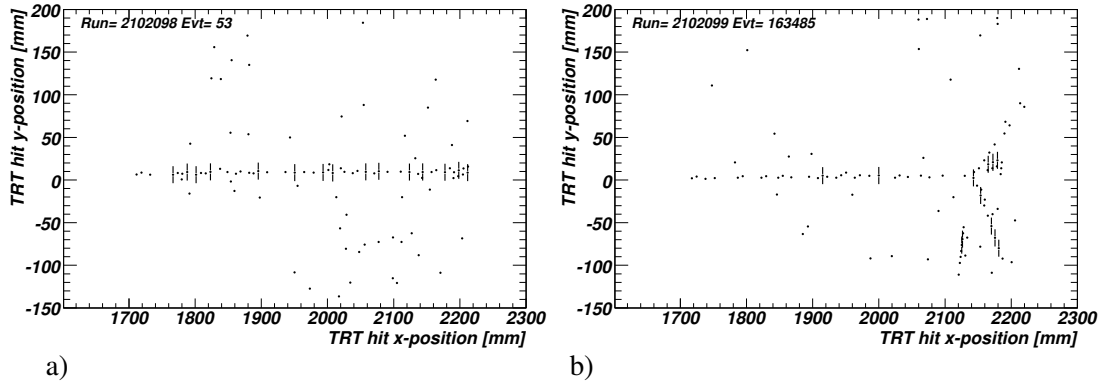 Run= 2102098 Evt= 53
TRT hit y-position [mm]
200
150
100
50
0
-50
-100
-150
1700 1800 1900 2000 2100 2200 2300
TRT hit x-position [mm]
a)
Run= 2102099 Evt= 163485
TRT hit y-position [mm]
200
150
100
50
0
-50
-100
-150
1700 1800 1900 2000 2100 2200 2300
TRT hit x-position [mm]
b)